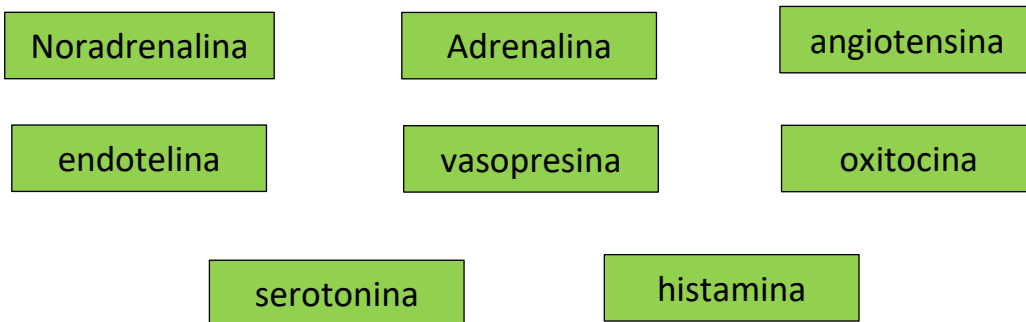 Noradrenalina
Adrenalina
angiotensina
endotelina
vasopresina
oxitocina
serotonina
histamina